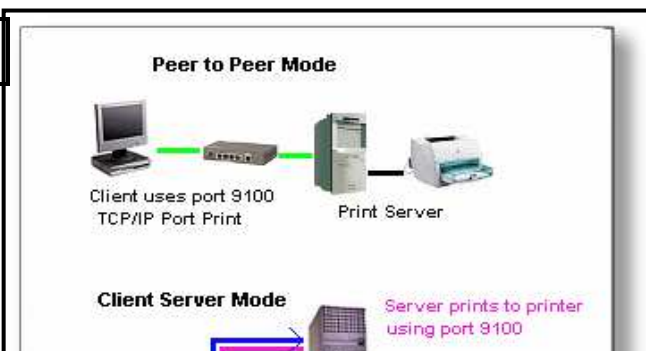 Peer to Peer Mode
Client uses port 9100
TCP/IP Port Print
Print Server
Client Server Mode
Server prints to printer
using port 9100